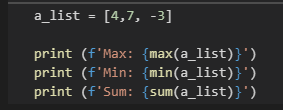 a_list = [4,7, -3]
print (f'Max: {max(a_list)}')
print (f'Min: {min(a_list)}')
print (f'Sum: {sum(a_list)}')